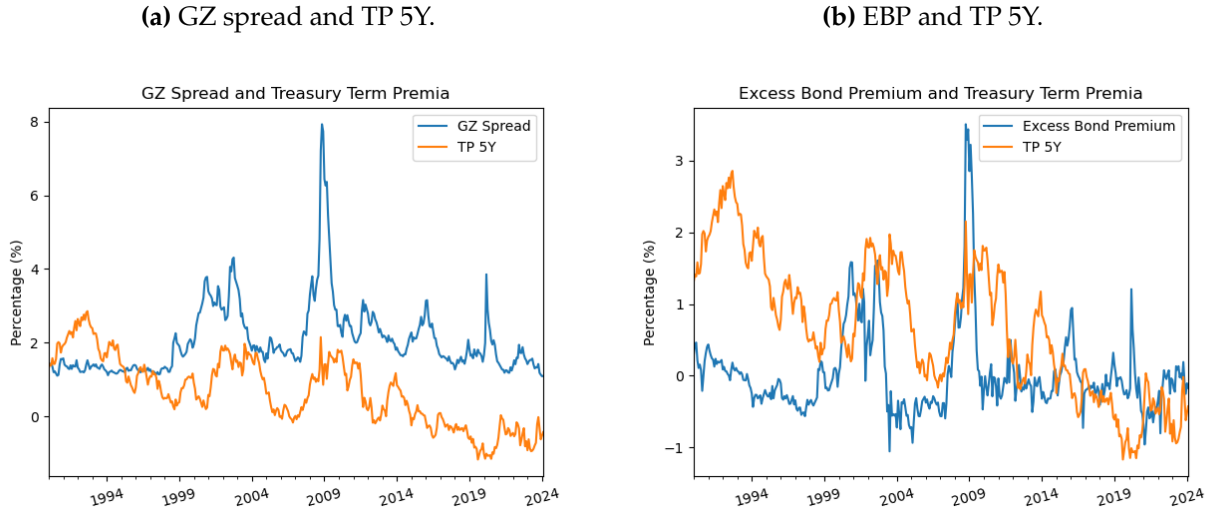 (a) GZ spread and TP 5Y.
GZ Spread and Treasury Term Premia
GZ Spread
TP 5Y
Percentage (%)
8
6
4
2
0
1994 1999 2004 2009 2014 2019 2024
(b) EBP and TP 5Y.
Excess Bond Premium and Treasury Term Premia
Excess Bond Premium
TP 5Y
Percentage (%)
3
2
1
0
−1
1994 1999 2004 2009 2014 2019 2024